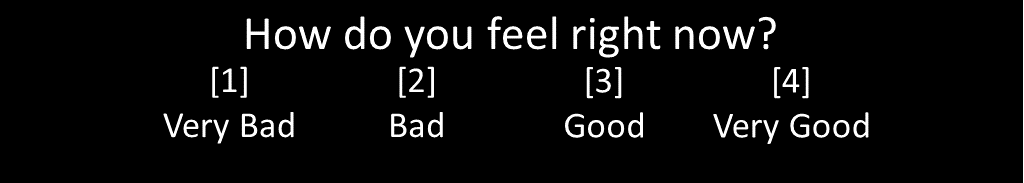 How do you feel right now?
[1] [2] [3] [4]
Very Bad Bad Good Very Good